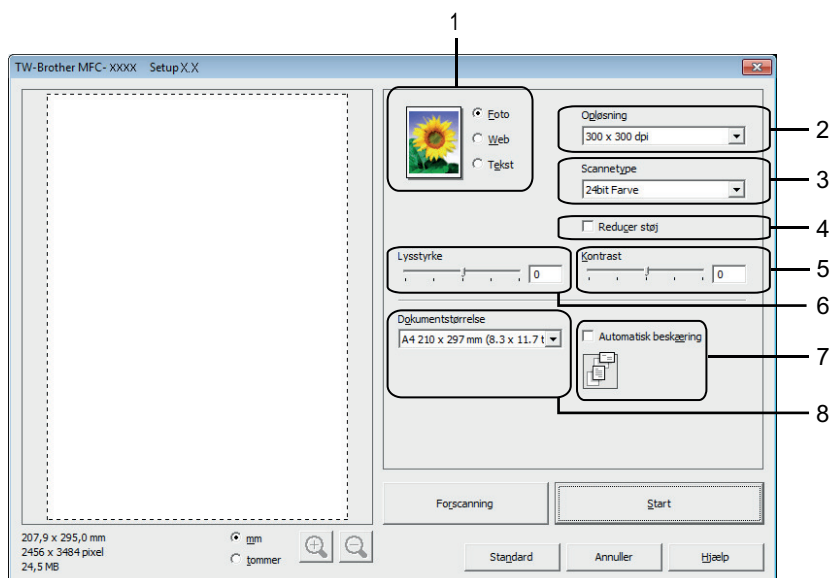 1
TW-Brother MFC- XXXX Setup X.X
Foto
Web
Tekst
Opløsning
300 x 300 dpi
2
Scannetype
24bit Farve
3
Reducer støj
4
Lysstyrke
0
Kontrast
0
5
6
Dokumentstørrelse
A4 210 x 297 mm (8.3 x 11.7 t
Automatisk beskæring
7
8
Forscanning
Start
207,9 x 295,0 mm
2456 x 3484 pixel
24,5 MB
mm
tommer
Standard
Annuller
Hjælp